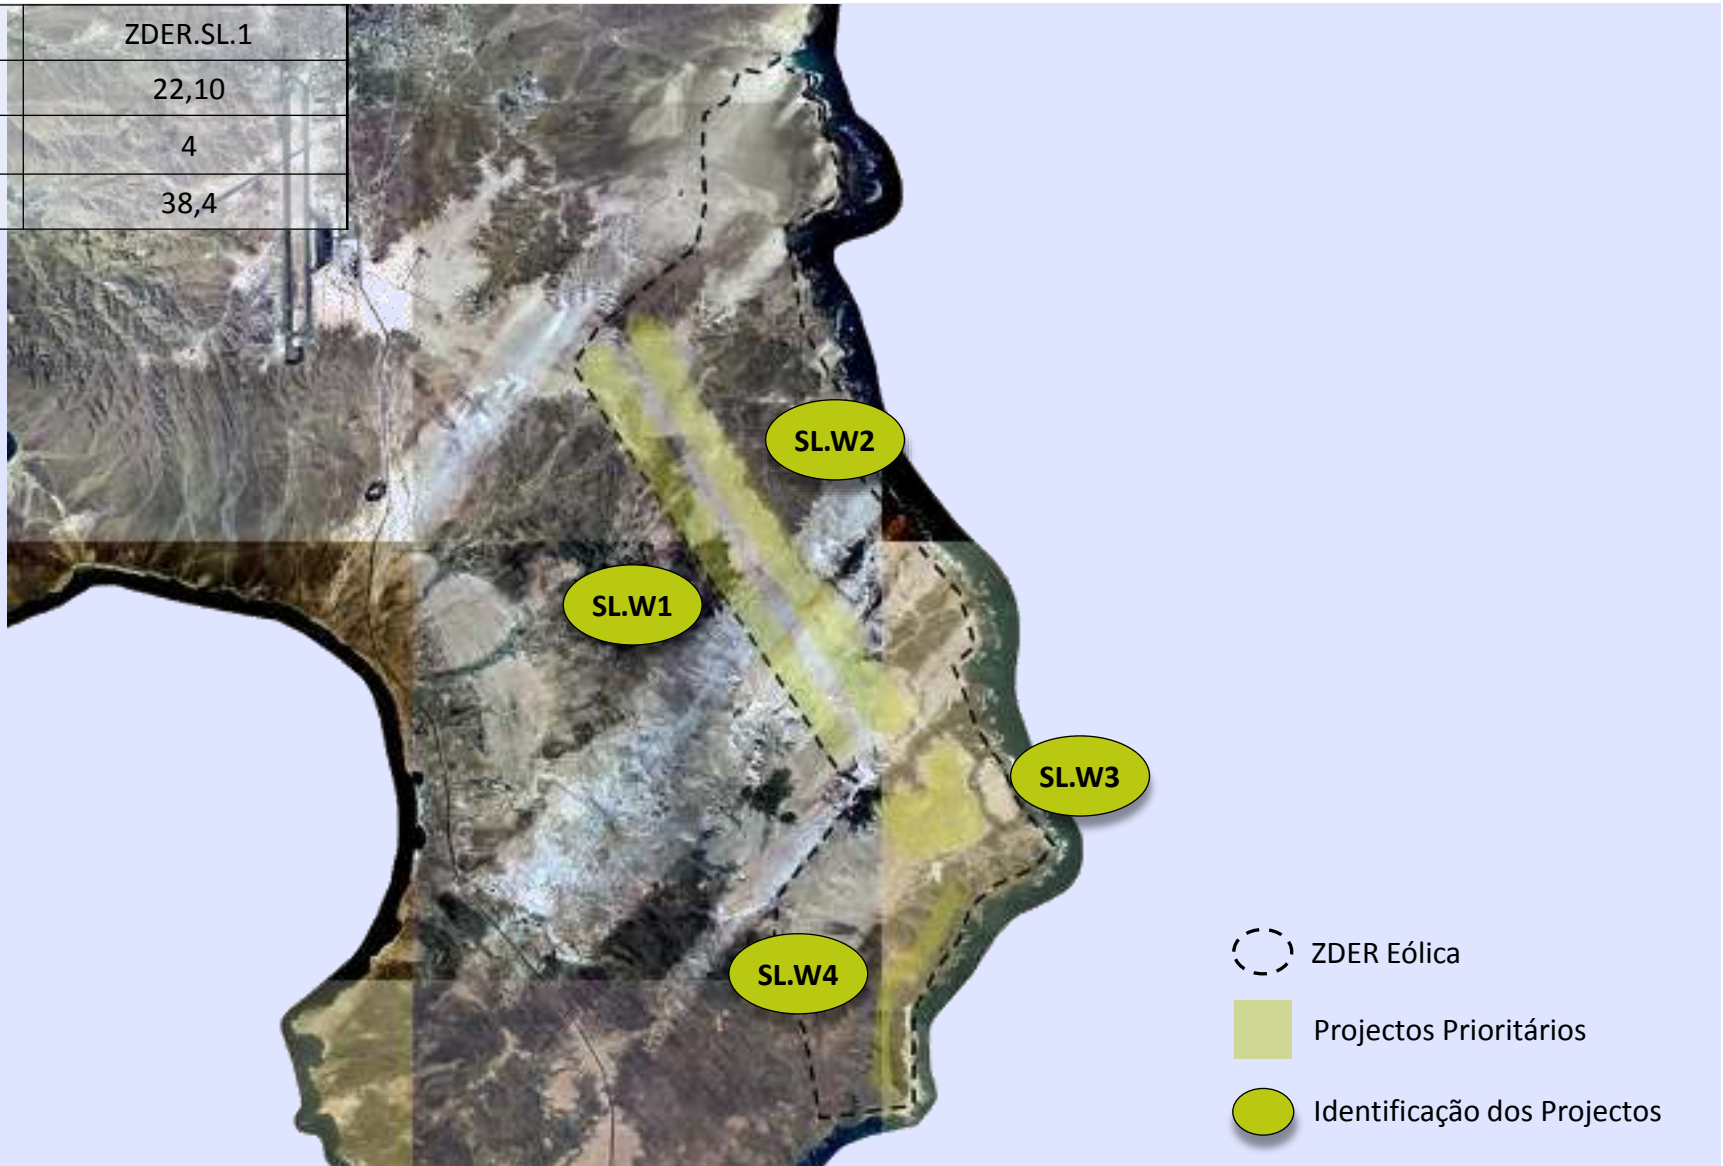 ZDER.SL.1
22,10
4
38,4
SL.W2
SL.W1
SL.W3
SL.W4
ZDER Eólica
Projectos Prioritários
Identificação dos Projectos